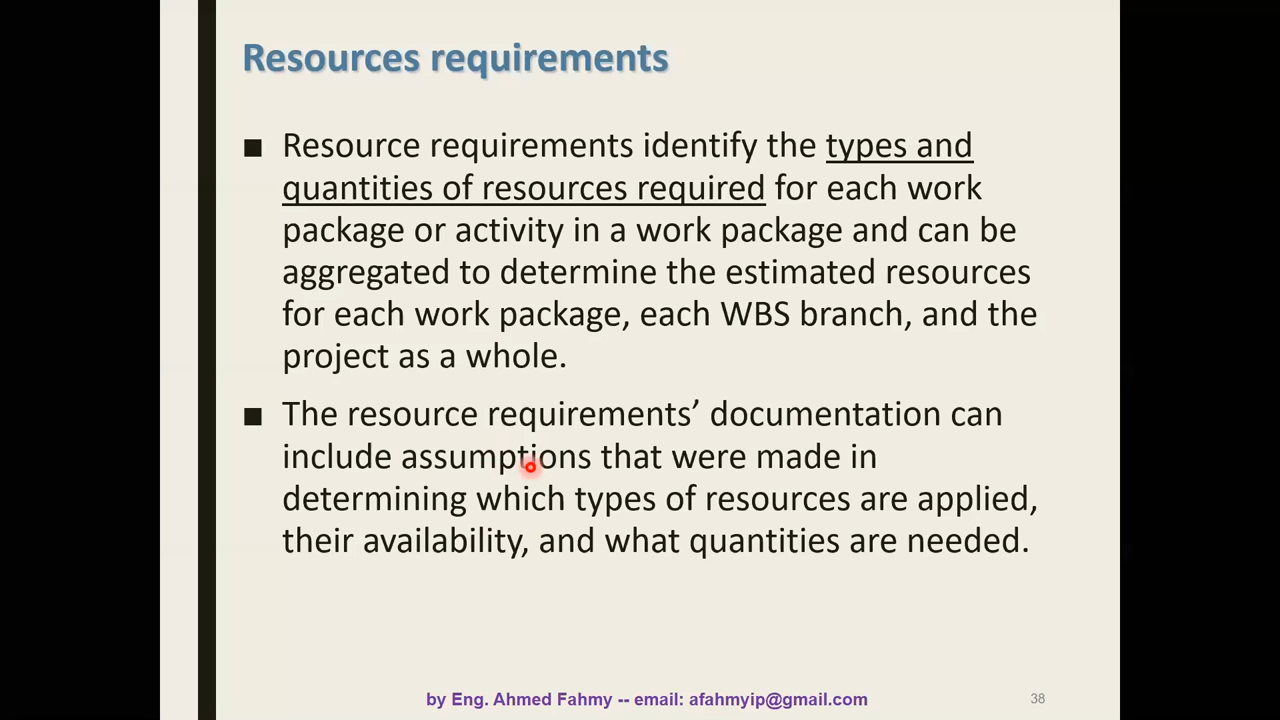 Resources requirements
■ Resource requirements identify the types and
quantities of resources required for each work
package or activity in a work package and can be
aggregated to determine the estimated resources
for each work package, each WBS branch, and the
project as a whole.
■ The resource requirements’ documentation can
include assumptions that were made in
determining which types of resources are applied,
their availability, and what quantities are needed.
by Eng. Ahmed Fahmy -- email: afahmyip@gmail.com
38